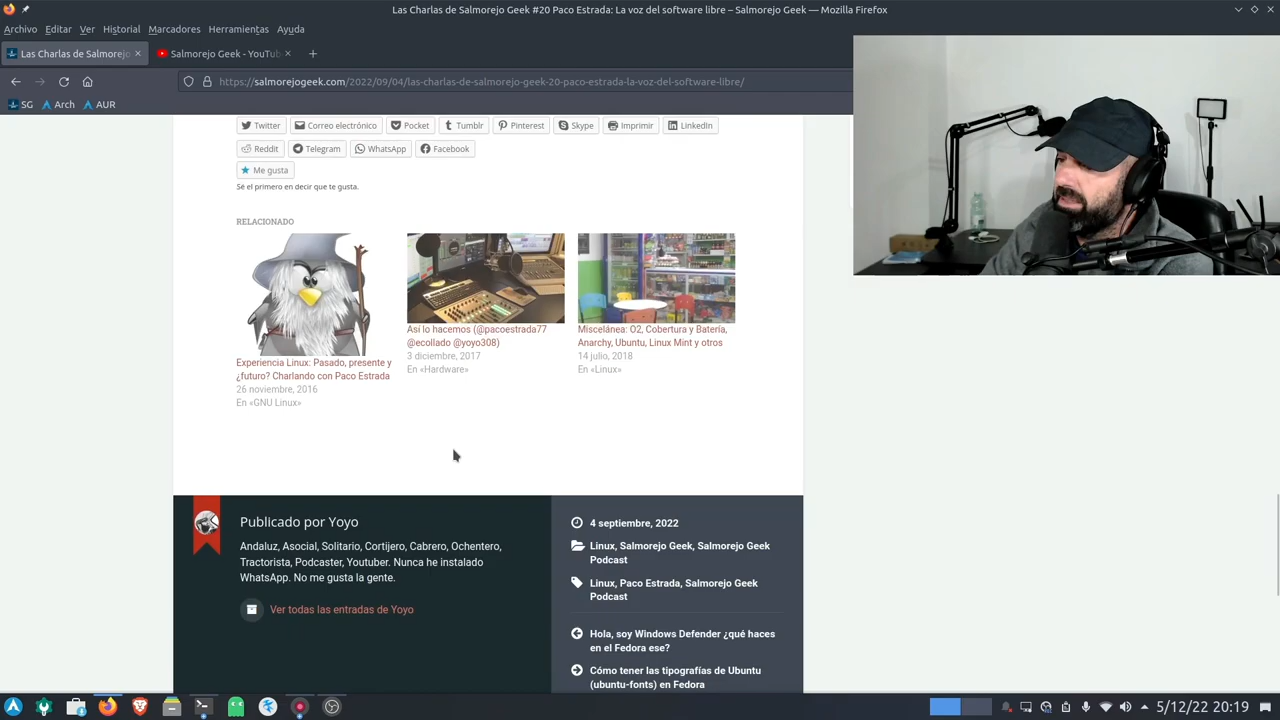 Las Charlas de Salmorejo Geek #20 Paco Estrada: La voz del software libre – Salmorejo Geek — Mozilla Firefox
Archivo Editar Ver Historial Marcadores Herramientas Ayuda
Las Charlas de Salmorejo
Salmorejo Geek - YouTub
https://salmorejogeek.com/2022/09/04/las-charlas-de-salmorejo-geek-20-paco-estrada-la-voz-del-software-libre/
SG Arch AUR
Twitter Correo electrónico Pocket Tumblr Pinterest Skype Imprimir LinkedIn
Reddit Telegram WhatsApp Facebook
Me gusta
Sé el primero en decir que te gusta.
RELACIONADO
Experiencia Linux: Pasado, presente y
¿futuro? Charlando con Paco Estrada
26 noviembre, 2016
En «GNU Linux»
Así lo hacemos (@pacoestrada77
@ecollado @yoyo308)
3 diciembre, 2017
En «Hardware»
Miscelánea: O2, Cobertura y Batería,
Anarchy, Ubuntu, Linux Mint y otros
14 julio, 2018
En «Linux»
Publicado por Yoyo
Andaluz, Asocial, Solitario, Cortijero, Cabrero, Ochentero,
Tractorista, Podcaster, Youtuber. Nunca he instalado
WhatsApp. No me gusta la gente.
Ver todas las entradas de Yoyo
4 septiembre, 2022
Linux, Salmorejo Geek, Salmorejo Geek
Podcast
Linux, Paco Estrada, Salmorejo Geek
Podcast
Hola, soy Windows Defender ¿qué haces
en el Fedora ese?
Cómo tener las tipografías de Ubuntu
(ubuntu-fonts) en Fedora
5/12/22 20:19